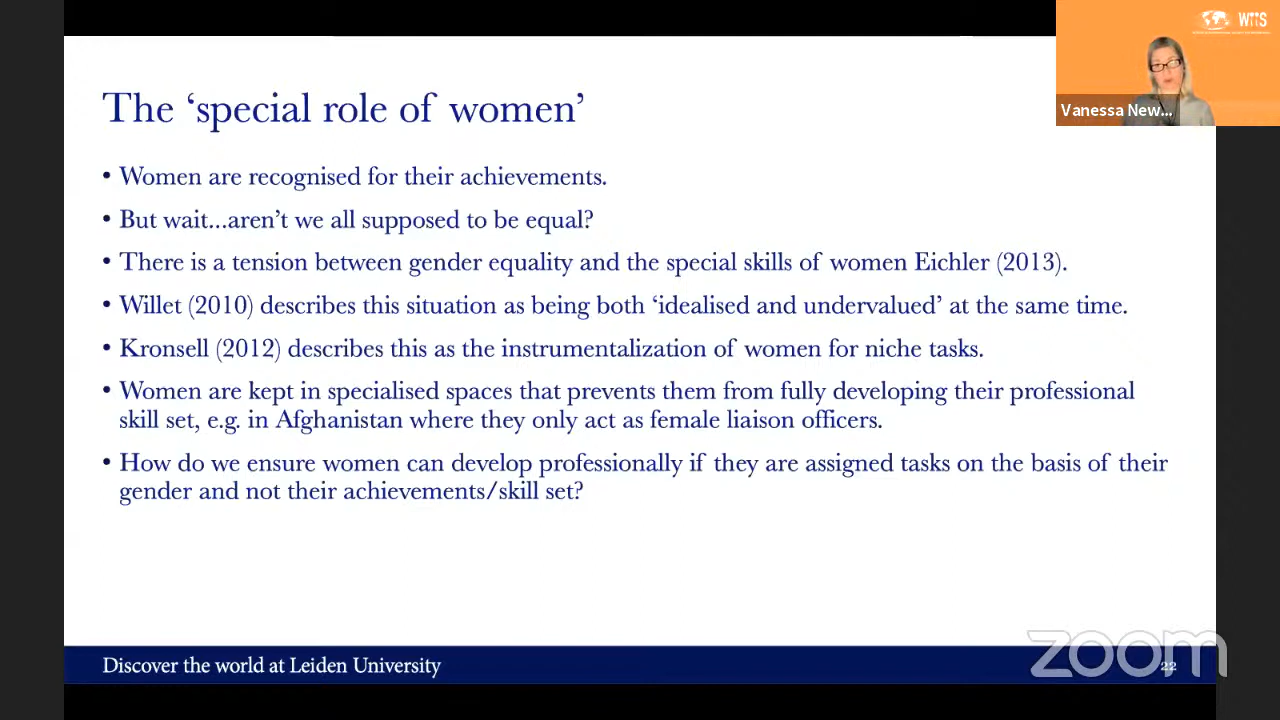 WIIS
Vanessa New...
The ‘special role of women’
• Women are recognised for their achievements.
• But wait...aren’t we all supposed to be equal?
• There is a tension between gender equality and the special skills of women Eichler (2013).
• Willet (2010) describes this situation as being both ‘idealised and undervalued’ at the same time.
• Kronsell (2012) describes this as the instrumentalization of women for niche tasks.
• Women are kept in specialised spaces that prevents them from fully developing their professional
skill set, e.g. in Afghanistan where they only act as female liaison officers.
• How do we ensure women can develop professionally if they are assigned tasks on the basis of their
gender and not their achievements/skill set?
Discover the world at Leiden University
zoom
22